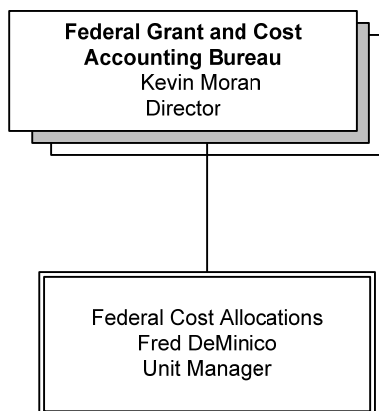 Federal Grant and Cost
Accounting Bureau
Kevin Moran
Director
Federal Cost Allocations
Fred DeMinico
Unit Manager